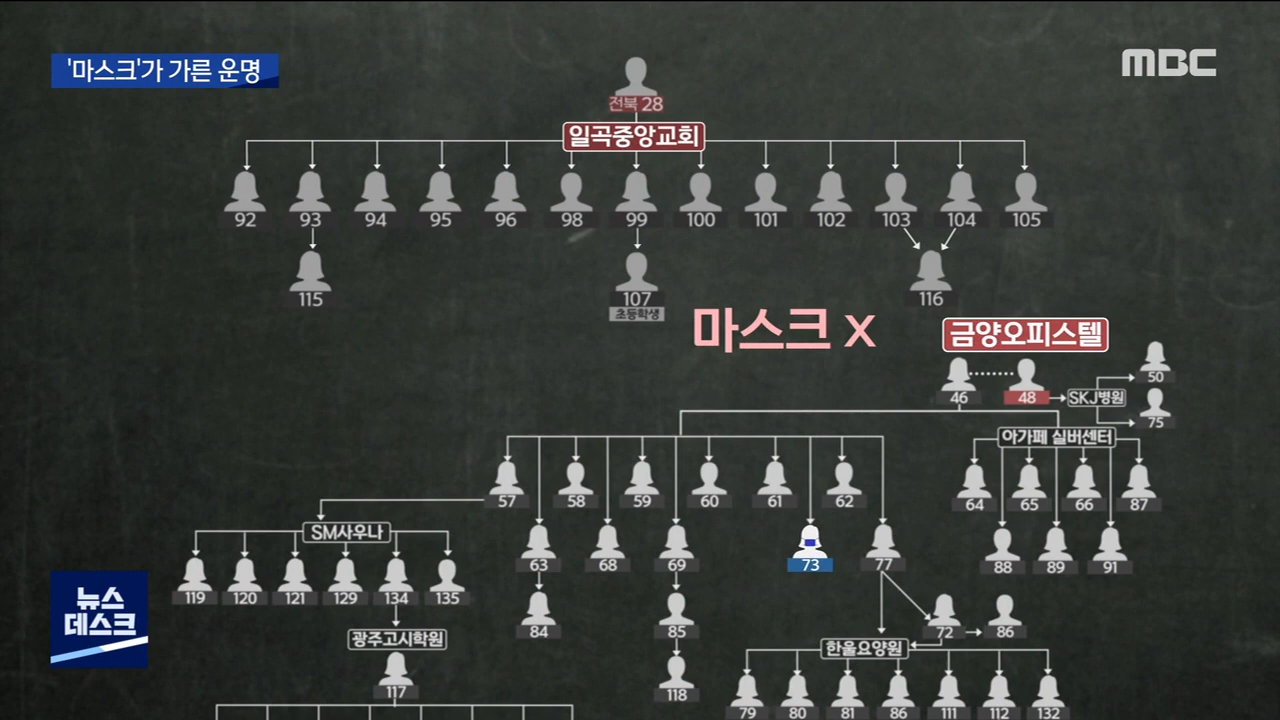 '마스크'가 가른 운명
MBC
전북 28
일곡중앙교회
92 93 94 95 96 98 99 100 101 102 103 104 105
115 107 116
초등학생
마스크 X
금양오피스텔
50
46 48 SKJ병원
75
아가페 실버센터
57 58 59 60 61 62 64 65 66 87
SM사우나
63 68 69 73 77 88 89 91
119 120 121 129 134 135
뉴스
데스크
84 85 72 86
광주고시학원
한울요양원
117 118
79 80 81 86 111 112 132